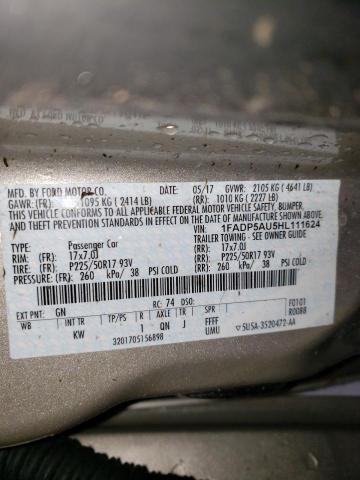 MFD. BY FORD MOTOR CO.
DATE: 05/17 GVWR: 2105 KG ( 4641 LB)
GAWR: (FR): 1095 KG ( 2414 LB) (RR): 1010 KG ( 2227 LB)
THIS VEHICLE CONFORMS TO ALL APPLICABLE FEDERAL MOTOR VEHICLE SAFETY, BUMPER,
AND THEFT PREVENTION STANDARDS IN EFFECT ON THE DATE OF MANUFACTURE SHOWN ABOVE.
VIN: 1FADP5AU5HL111624
TYPE: Passenger Car TRAILER TOWING - SEE OWNERS GUIDE
RIM: (FR): 17x7.0J (RR): 17x7.0J
TIRES: (FR): P225/50R17 93V (RR): P225/50R17 93V
PRESSURE: (FR): 260 kPa/ 38 PSI COLD (RR): 260 kPa/ 38 PSI COLD
RC: 74 DSO: F0101
EXT PNT: GN R0088
WB INT TR TP/PS R AXLE TR SPR
KW 1 QN J FFFF
UMU
3201705156898 5U5A-3520472-AA